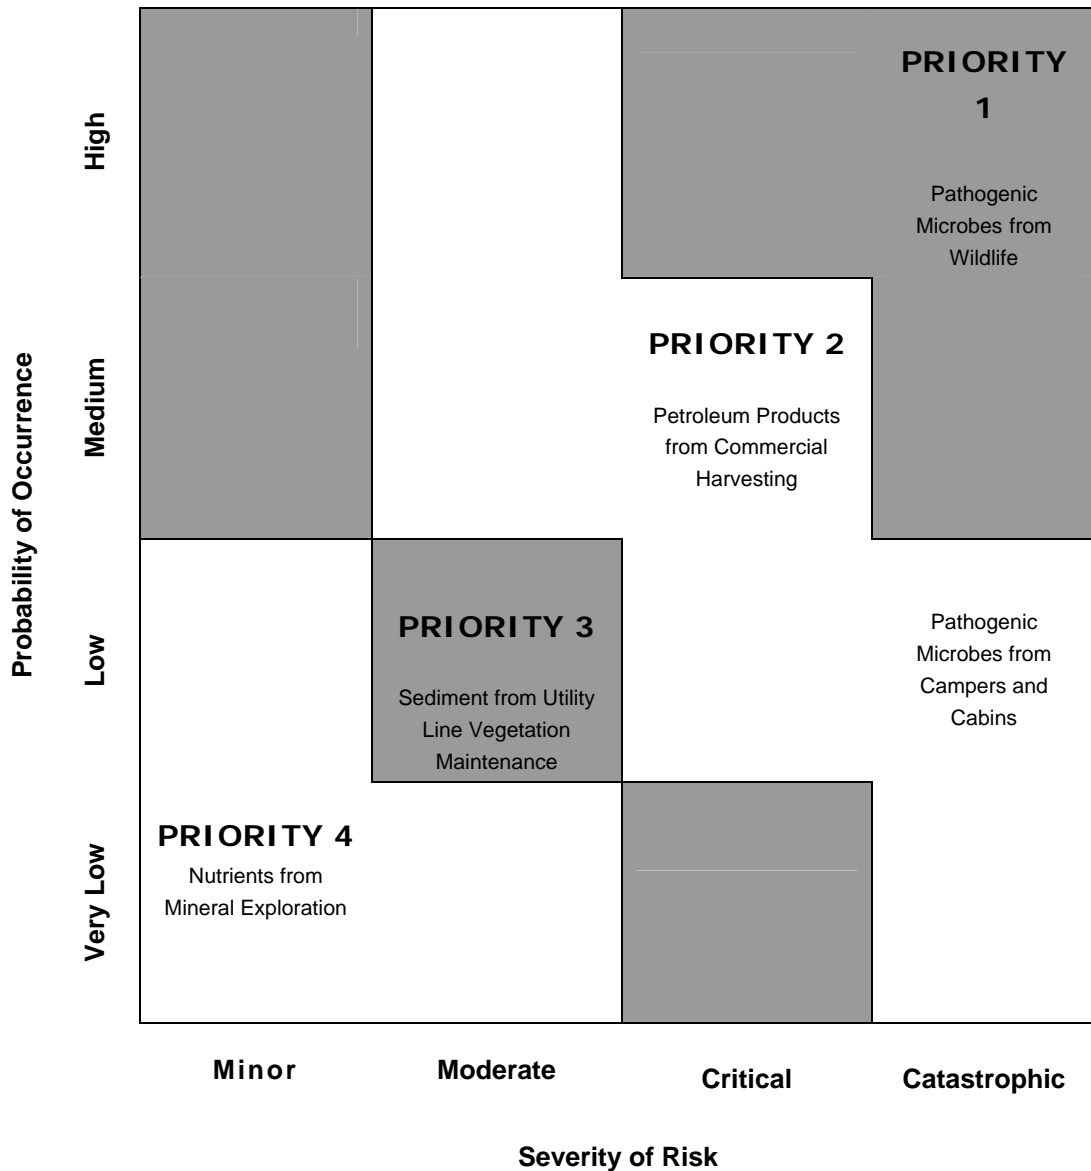 Probability of Occurrence
High
PRIORITY
1
Pathogenic
Microbes from
Wildlife
Medium
PRIORITY 2
Petroleum Products
from Commercial
Harvesting
Low
PRIORITY 3
Sediment from Utility
Line Vegetation
Maintenance
Pathogenic
Microbes from
Campers and
Cabins
Very Low
PRIORITY 4
Nutrients from
Mineral Exploration
Minor
Moderate
Critical
Catastrophic
Severity of Risk